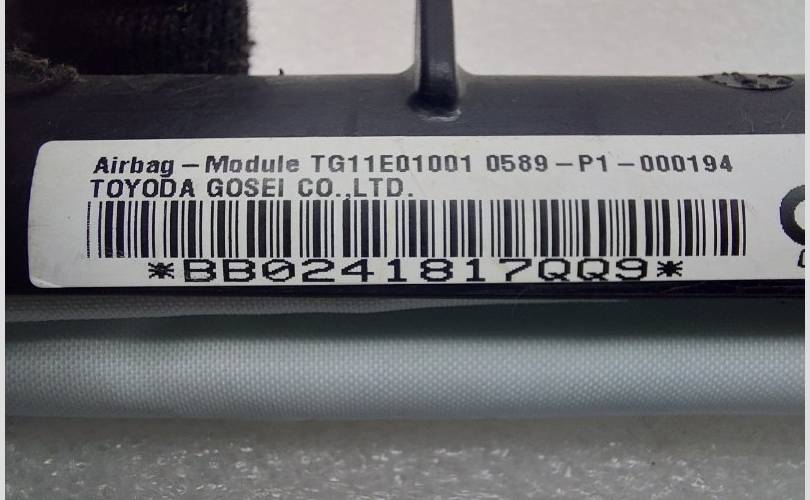 Airbag-Module TG11E01001 0589-P1-000194
TOYODA GOSEI CO.,LTD.
*BB0241817QQ9*